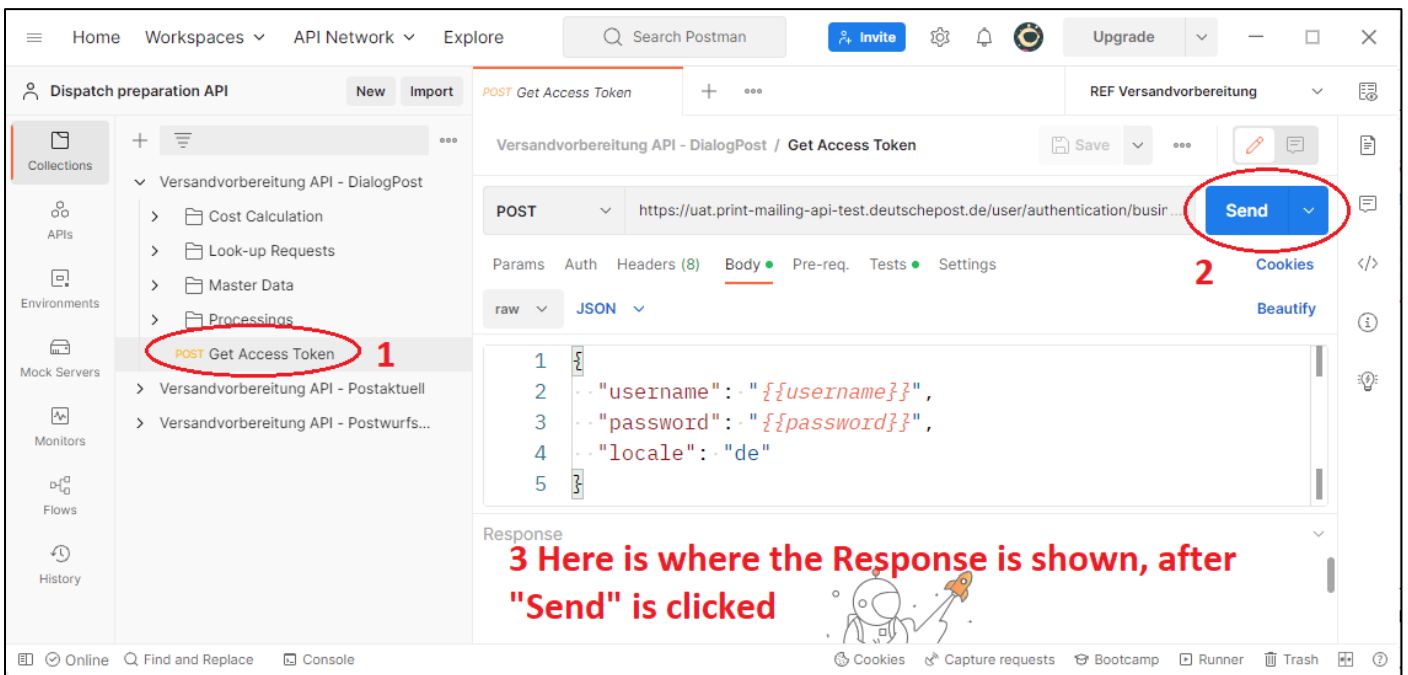 Home Workspaces API Network Explore Search Postman Invite Upgrade
Dispatch preparation API New Import POST Get Access Token REF Versandvorbereitung
Collections
APIs
Environments
Mock Servers
Monitors
Flows
History
Versandvorbereitung API - DialogPost
Cost Calculation
Look-up Requests
Master Data
Processings
POST Get Access Token 1
Versandvorbereitung API - Postaktuell
Versandvorbereitung API - Postwurfs...
Versandvorbereitung API - DialogPost / Get Access Token Save
POST https://uat.print-mailing-api-test.deutschepost.de/user/authentication/busin... Send
2
Params Auth Headers (8) Body Pre-req. Tests Settings Cookies
raw JSON Beautify
1 {
2 "username": "{{username}}",
3 "password": "{{password}}",
4 "locale": "de"
5 }
Response
3 Here is where the Response is shown, after
"Send" is clicked
Online Find and Replace Console Cookies Capture requests Bootcamp Runner Trash